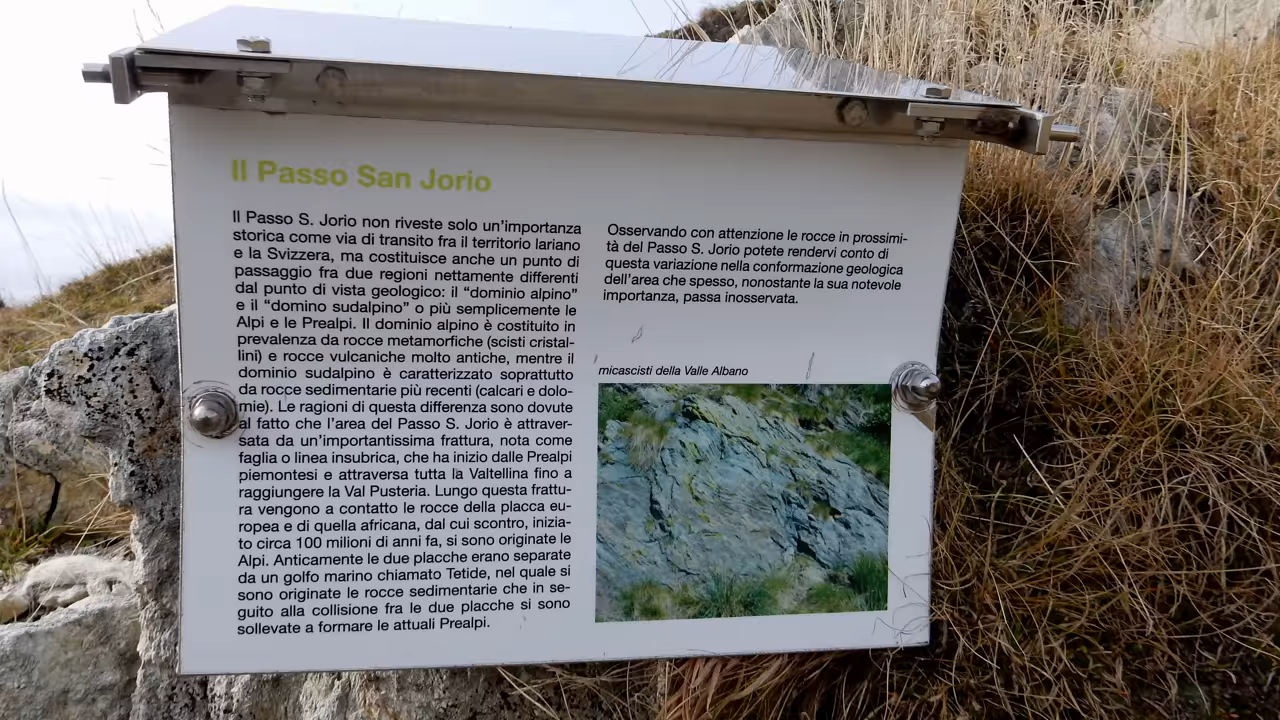 Il Passo San Jorio
Il Passo S. Jorio non riveste solo un'importanza
storica come via di transito fra il territorio lariano
e la Svizzera, ma costituisce anche un punto di
passaggio fra due regioni nettamente differenti
dal punto di vista geologico: il “dominio alpino”
e il “domino sudalpino” o più semplicemente le
Alpi e le Prealpi. Il dominio alpino è costituito in
prevalenza da rocce metamorfiche (scisti cristal-
lini) e rocce vulcaniche molto antiche, mentre il
dominio sudalpino è caratterizzato soprattutto
da rocce sedimentarie più recenti (calcari e dolo-
mie). Le ragioni di questa differenza sono dovute
al fatto che l'area del Passo S. Jorio è attraver-
sata da un'importantissima frattura, nota come
faglia o linea insubrica, che ha inizio dalle Prealpi
piemontesi e attraversa tutta la Valtellina fino a
raggiungere la Val Pusteria. Lungo questa frattu-
ra vengono a contatto le rocce della placca eu-
ropea e di quella africana, dal cui scontro, inizia-
to circa 100 milioni di anni fa, si sono originate le
Alpi. Anticamente le due placche erano separate
da un golfo marino chiamato Tetide, nel quale si
sono originate le rocce sedimentarie che in se-
guito alla collisione fra le due placche si sono
sollevate a formare le attuali Prealpi.
Osservando con attenzione le rocce in prossimi-
tà del Passo S. Jorio potete rendervi conto di
questa variazione nella conformazione geologica
dell'area che spesso, nonostante la sua notevole
importanza, passa inosservata.
micascisti della Valle Albano